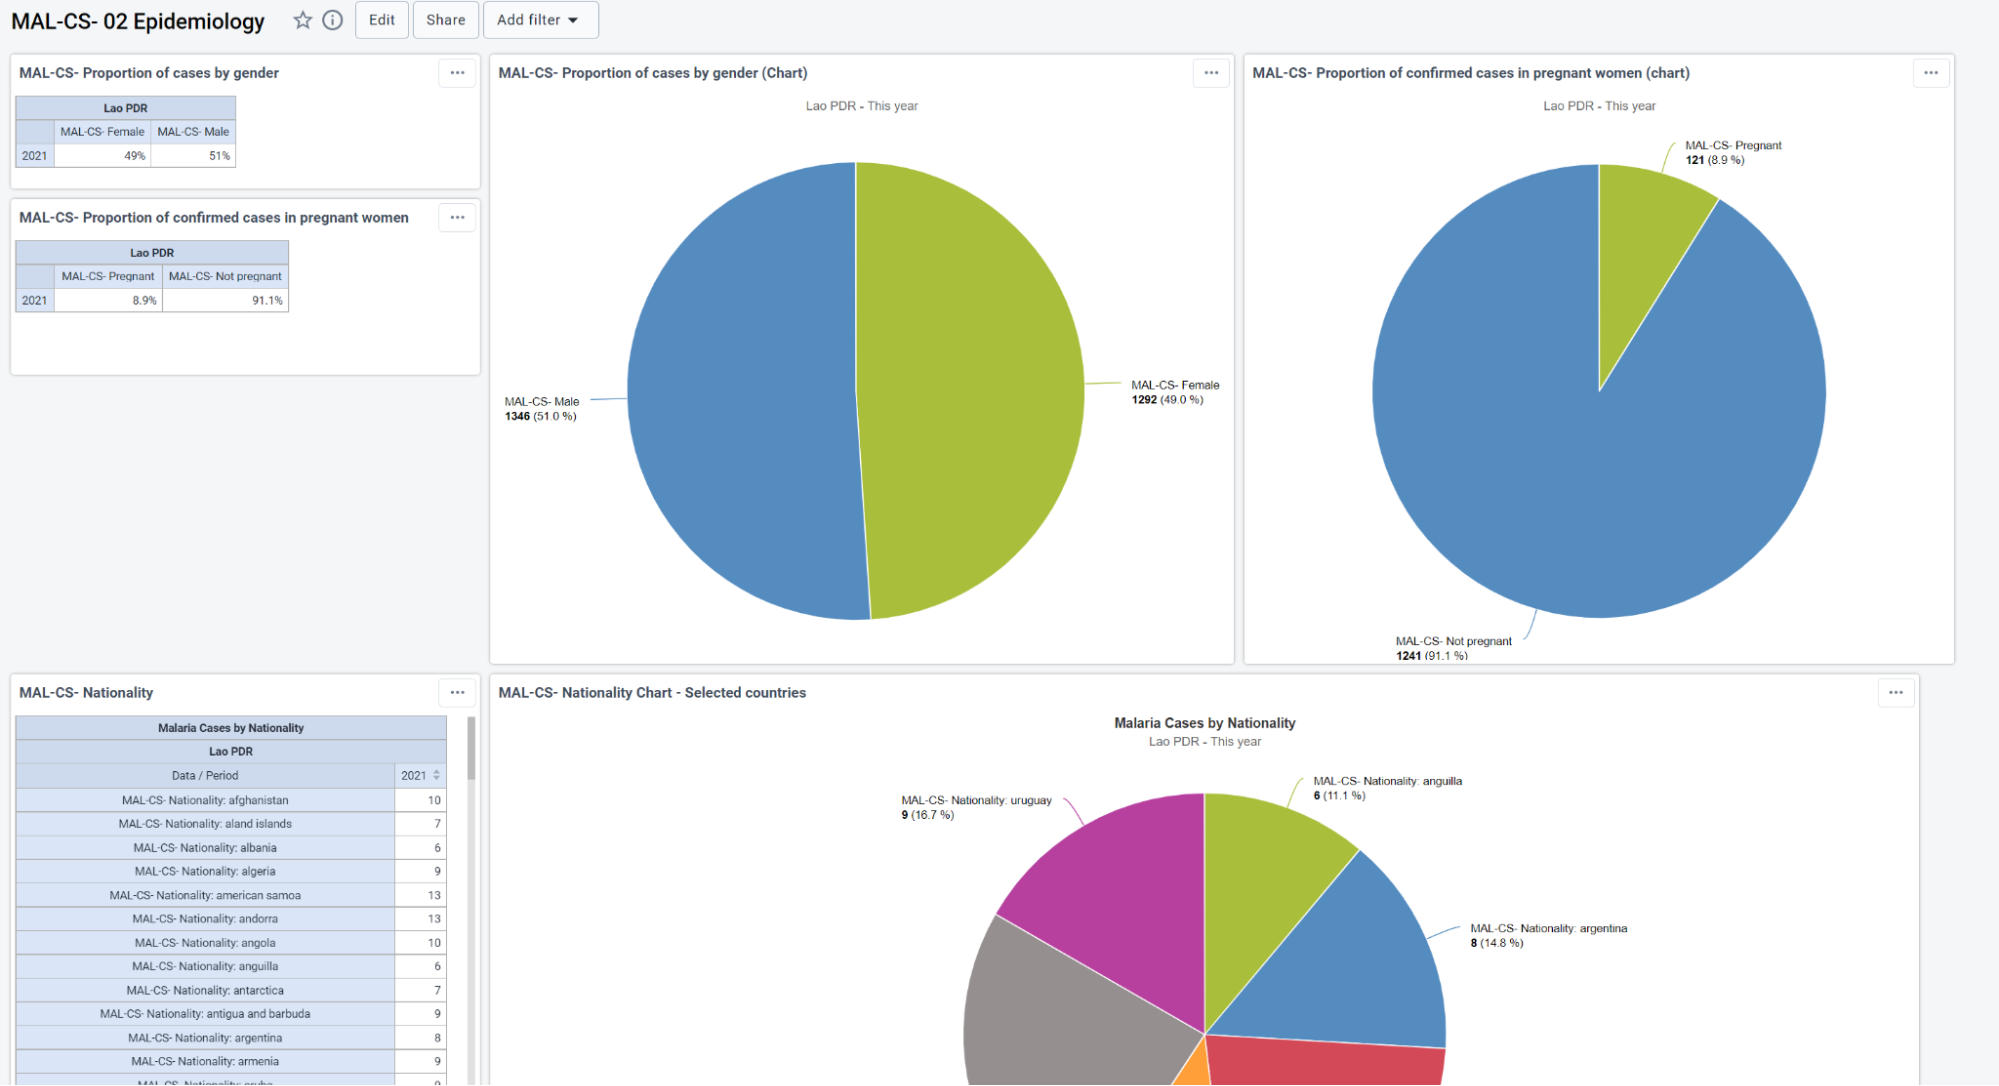 MAL-CS- 02 Epidemiology
Edit
Share
Add filter
MAL-CS- Proportion of cases by gender
Lao PDR
MAL-CS- Female MAL-CS- Male
2021 49% 51%
MAL-CS- Proportion of confirmed cases in pregnant women
Lao PDR
MAL-CS- Pregnant MAL-CS- Not pregnant
2021 8.9% 91.1%
MAL-CS- Proportion of cases by gender (Chart)
Lao PDR - This year
MAL-CS- Male
1346 (51.0 %)
MAL-CS- Female
1292 (49.0 %)
MAL-CS- Proportion of confirmed cases in pregnant women (chart)
Lao PDR - This year
MAL-CS- Pregnant
121 (8.9 %)
MAL-CS- Not pregnant
1241 (91.1 %)
MAL-CS- Nationality
Malaria Cases by Nationality
Lao PDR
Data / Period 2021
MAL-CS- Nationality: afghanistan 10
MAL-CS- Nationality: aland islands 7
MAL-CS- Nationality: albania 6
MAL-CS- Nationality: algeria 9
MAL-CS- Nationality: american samoa 13
MAL-CS- Nationality: andorra 13
MAL-CS- Nationality: angola 10
MAL-CS- Nationality: anguilla 6
MAL-CS- Nationality: antarctica 7
MAL-CS- Nationality: antigua and barbuda 9
MAL-CS- Nationality: argentina 8
MAL-CS- Nationality: armenia 9
MAL-CS- Nationality Chart - Selected countries
Malaria Cases by Nationality
Lao PDR - This year
MAL-CS- Nationality: uruguay
9 (16.7 %)
MAL-CS- Nationality: anguilla
6 (11.1 %)
MAL-CS- Nationality: argentina
8 (14.8 %)